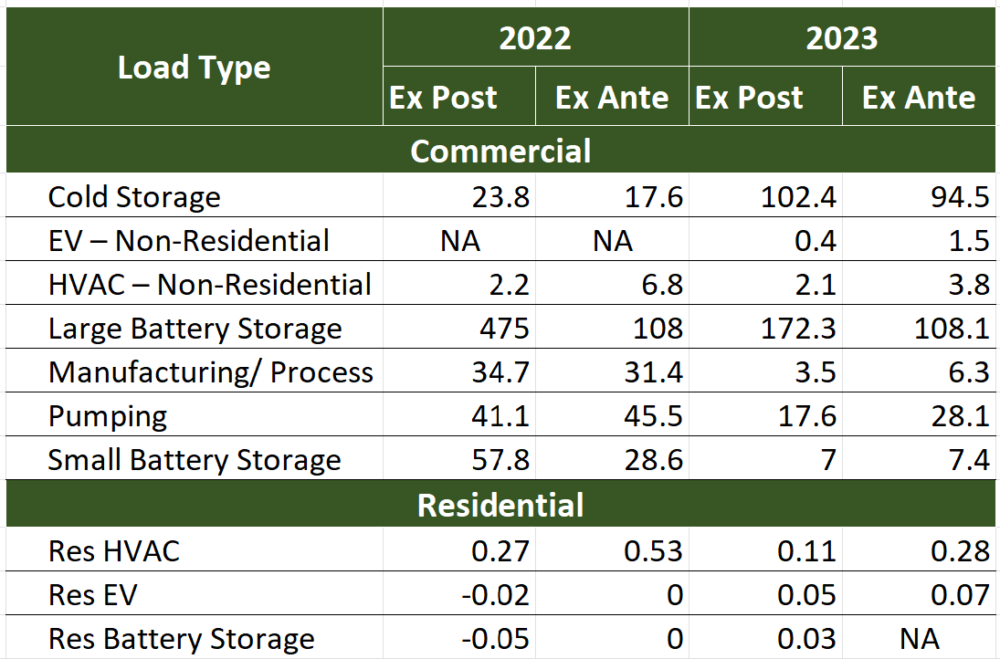 Load Type 2022 2023
Ex Post Ex Ante Ex Post Ex Ante
Commercial
Cold Storage 23.8 17.6 102.4 94.5
EV – Non-Residential NA NA 0.4 1.5
HVAC – Non-Residential 2.2 6.8 2.1 3.8
Large Battery Storage 475 108 172.3 108.1
Manufacturing/ Process 34.7 31.4 3.5 6.3
Pumping 41.1 45.5 17.6 28.1
Small Battery Storage 57.8 28.6 7 7.4
Residential
Res HVAC 0.27 0.53 0.11 0.28
Res EV -0.02 0 0.05 0.07
Res Battery Storage -0.05 0 0.03 NA